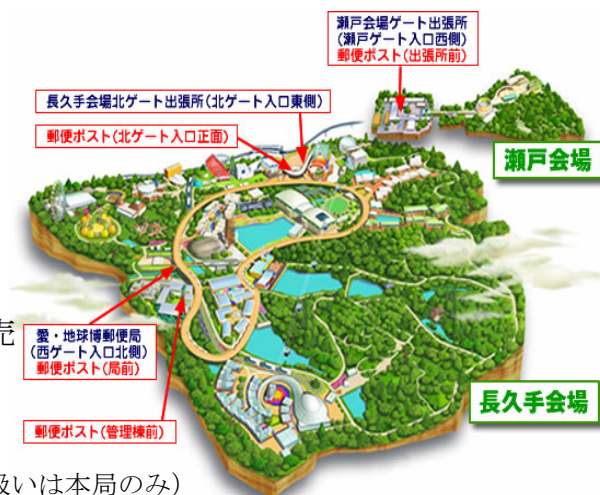 瀬戸会場ゲート出張所
(瀬戸ゲート入口西側)
郵便ポスト(出張所前)
長久手会場北ゲート出張所(北ゲート入口東側)
郵便ポスト(北ゲート入口正面)
瀬戸会場
売
愛・地球博郵便局
(西ゲート入口北側)
郵便ポスト(局前)
長久手会場
郵便ポスト(管理棟前)
扱いは本局のみ)